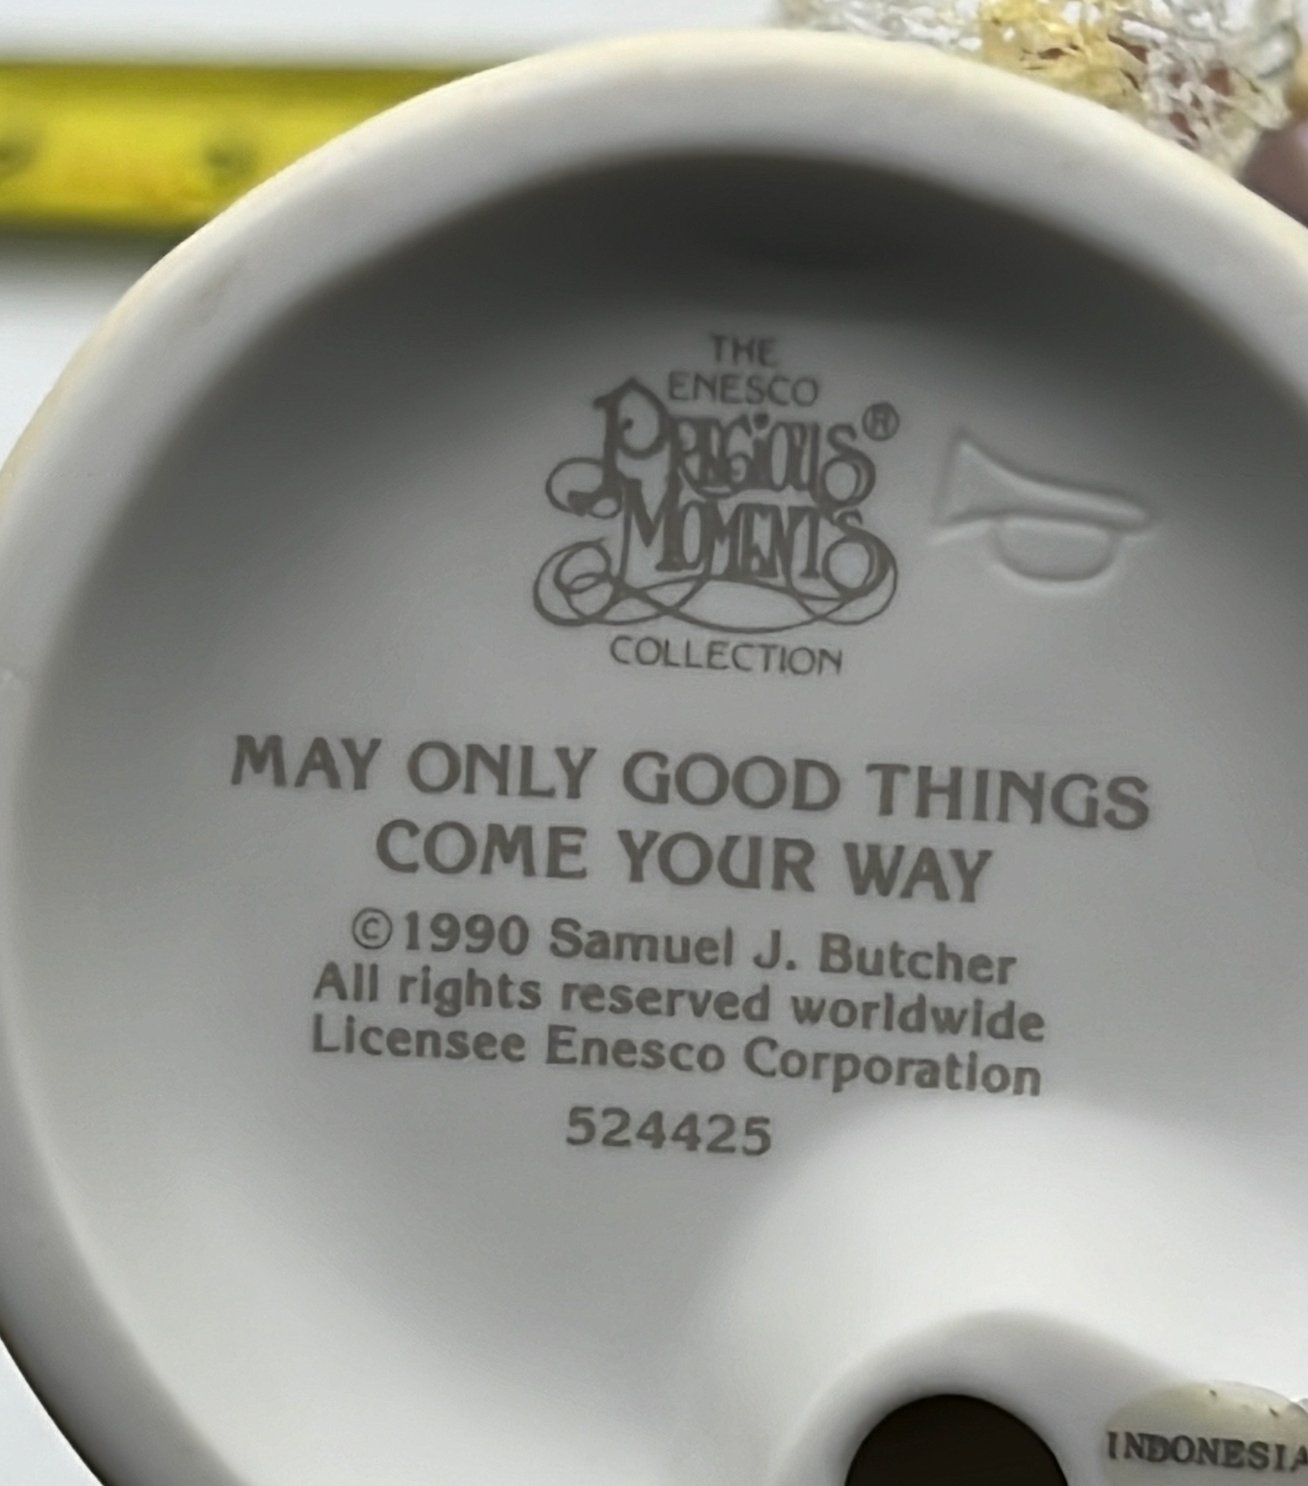 THE
ENESCO
PRECIOUS®
MOMENTS
COLLECTION
MAY ONLY GOOD THINGS
COME YOUR WAY
©1990 Samuel J. Butcher
All rights reserved worldwide
Licensee Enesco Corporation
524425
INDONESIA